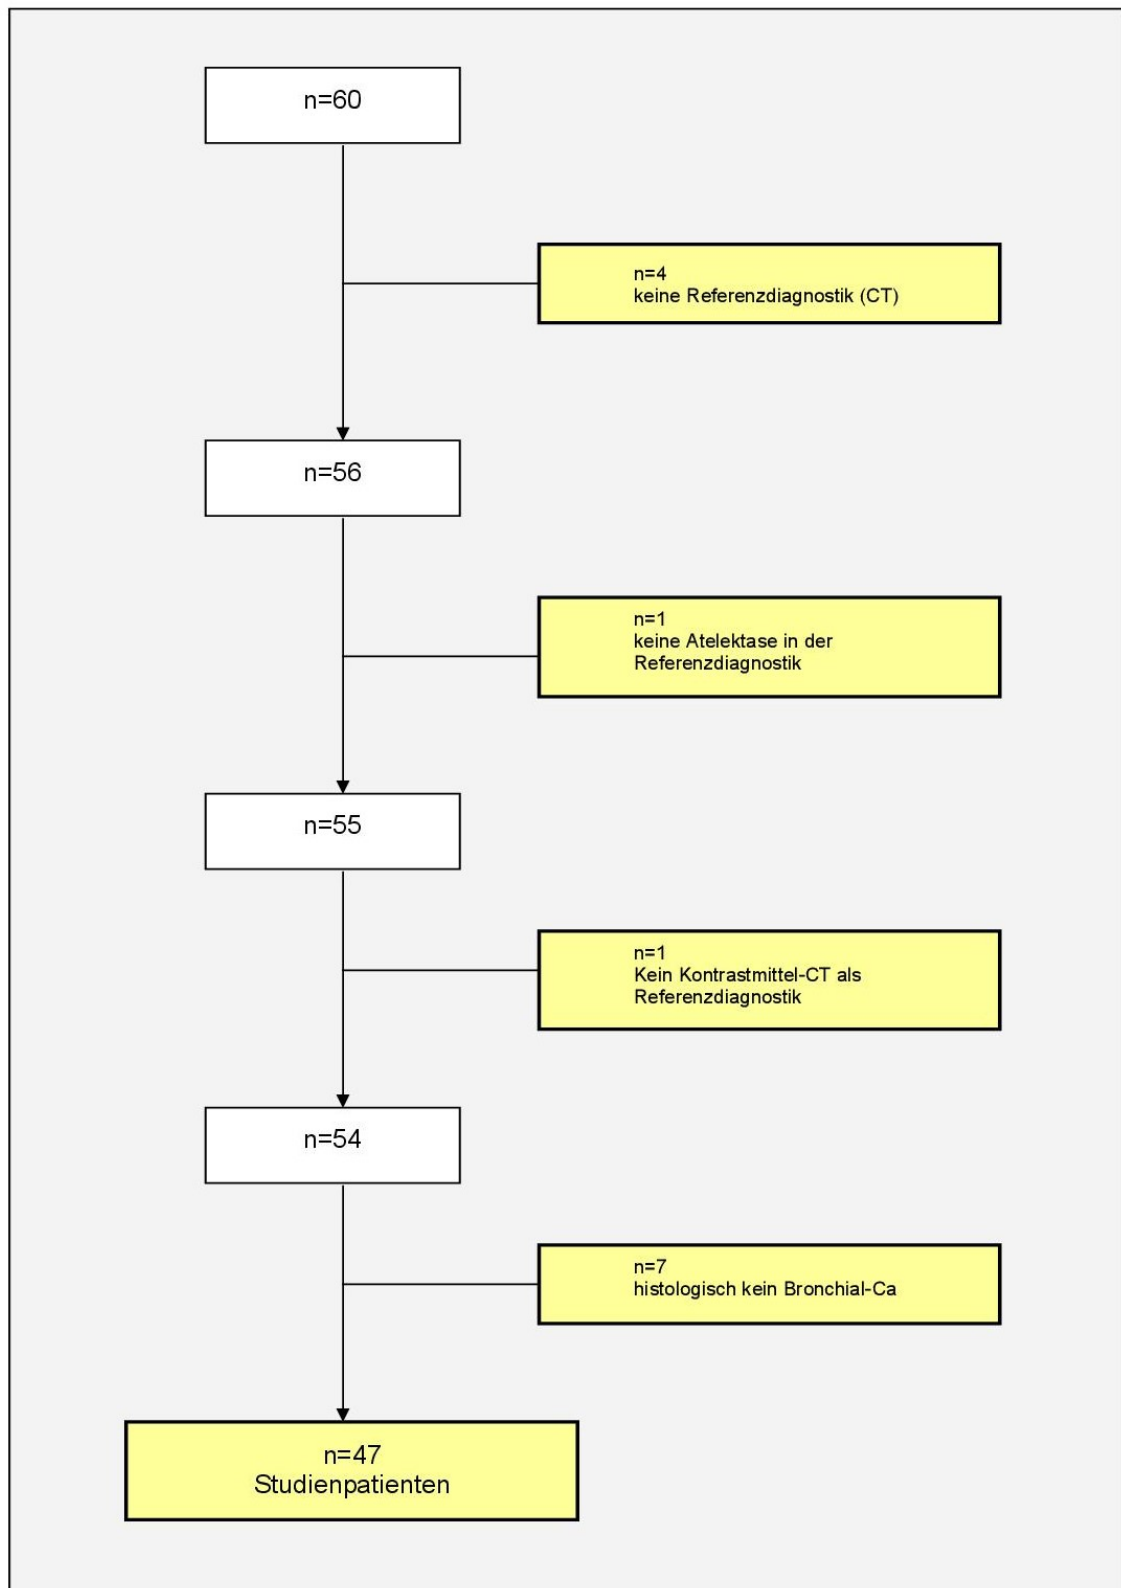 n=60
n=4
keine Referenzdiagnostik (CT)
n=56
n=1
keine Atelektase in der
Referenzdiagnostik
n=55
n=1
Kein Kontrastmittel-CT als
Referenzdiagnostik
n=54
n=7
histologisch kein Bronchial-Ca
n=47
Studienpatienten